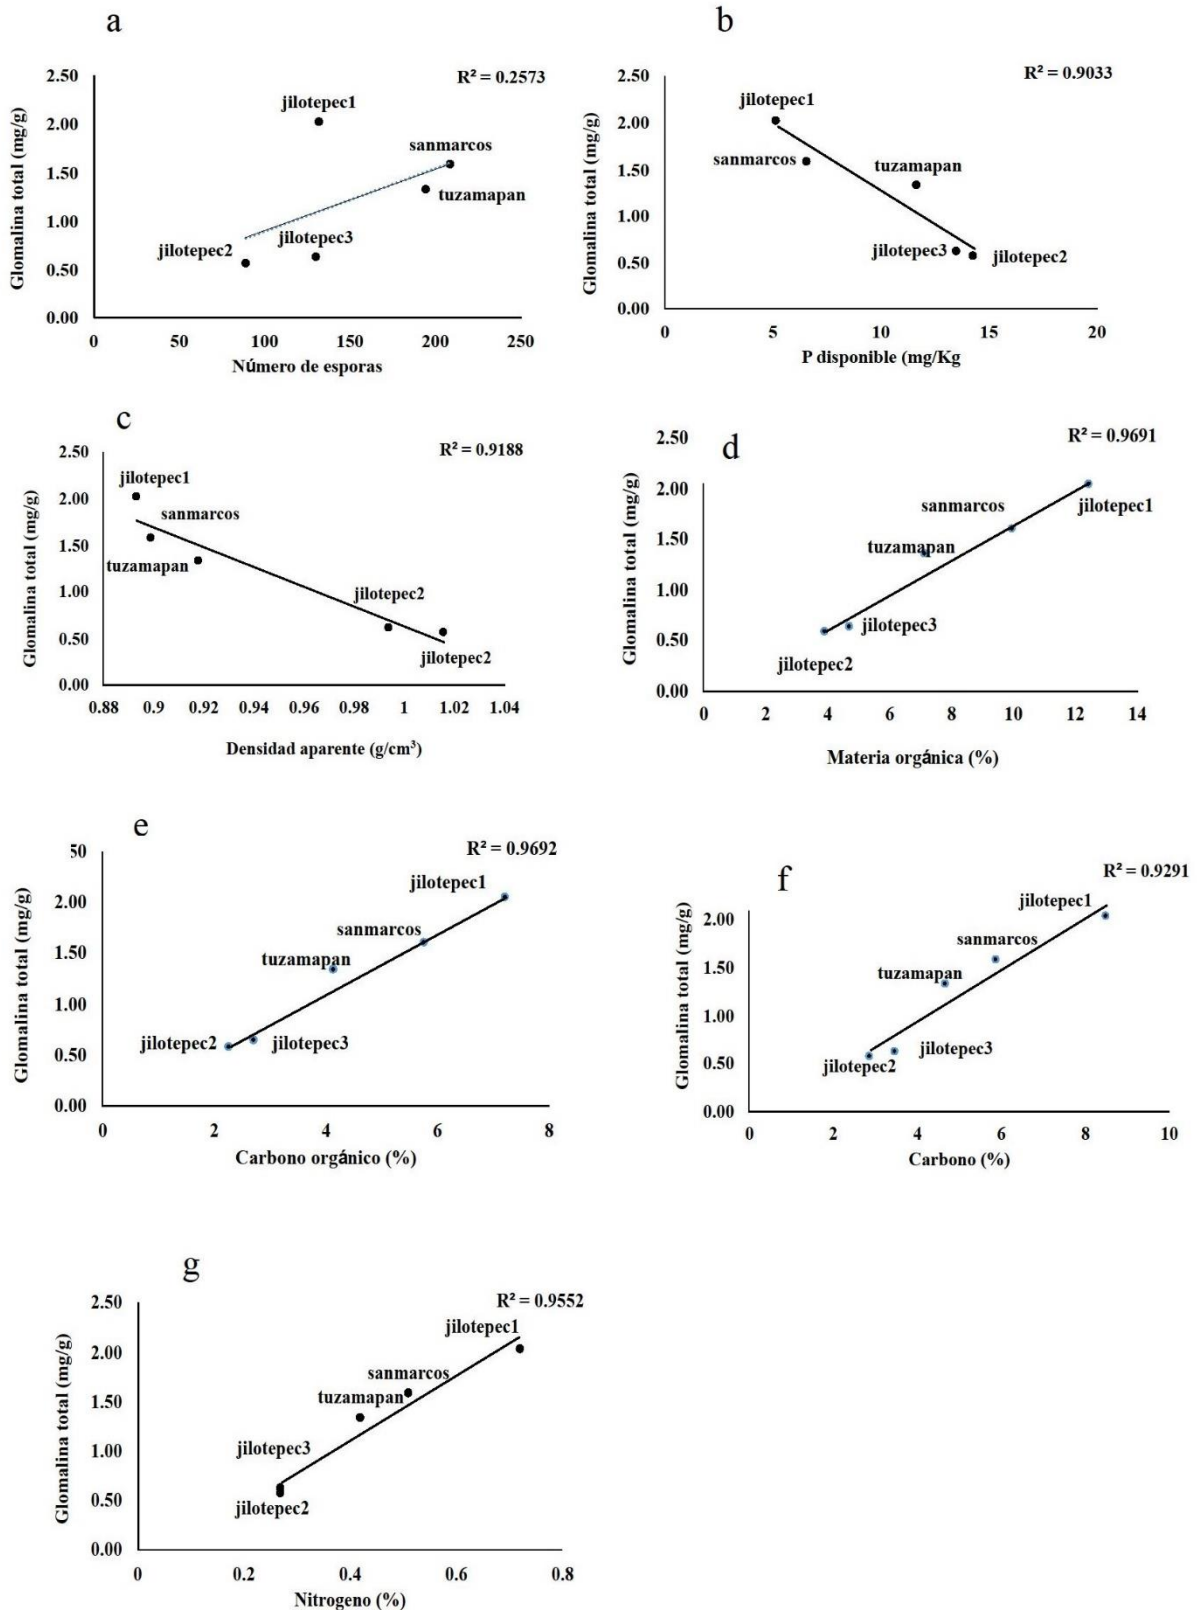 a
R² = 0.2573
Glomalina total (mg/g)
2.50
2.00
1.50
1.00
0.50
0.00
jilotepec1
sanmarcos
tuzamapan
jilotepec3
jilotepec2
0 50 100 150 200 250
Número de esporas
b
R² = 0.9033
Glomalina total (mg/g)
2.50
2.00
1.50
1.00
0.50
0.00
jilotepec1
sanmarcos
tuzamapan
jilotepec3
jilotepec2
0 5 10 15 20
P disponible (mg/Kg
c
R² = 0.9188
Glomalina total (mg/g)
2.50
2.00
1.50
1.00
0.50
0.00
jilotepec1
sanmarcos
tuzamapan
jilotepec2
jilotepec2
0.88 0.9 0.92 0.94 0.96 0.98 1 1.02 1.04
Densidad aparente (g/cm³)
d
R² = 0.9691
Glomalina total (mg/g)
2.50
2.00
1.50
1.00
0.50
0.00
sanmarcos
jilotepec1
tuzamapan
jilotepec3
jilotepec2
0 2 4 6 8 10 12 14
Materia orgánica (%)
e
R² = 0.9692
Glomalina total (mg/g)
50
2.00
1.50
1.00
0.50
0.00
jilotepec1
sanmarcos
tuzamapan
jilotepec2
jilotepec3
0 2 4 6 8
Carbono orgánico (%)
f
R² = 0.9291
Glomalina total (mg/g)
2.00
1.50
1.00
0.50
0.00
jilotepec1
sanmarcos
tuzamapan
jilotepec3
jilotepec2
0 2 4 6 8 10
Carbono (%)
g
R² = 0.9552
Glomalina total (mg/g)
2.50
2.00
1.50
1.00
0.50
0.00
jilotepec1
sanmarcos
tuzamapan
jilotepec3
jilotepec2
0 0.2 0.4 0.6 0.8
Nitrogeno (%)